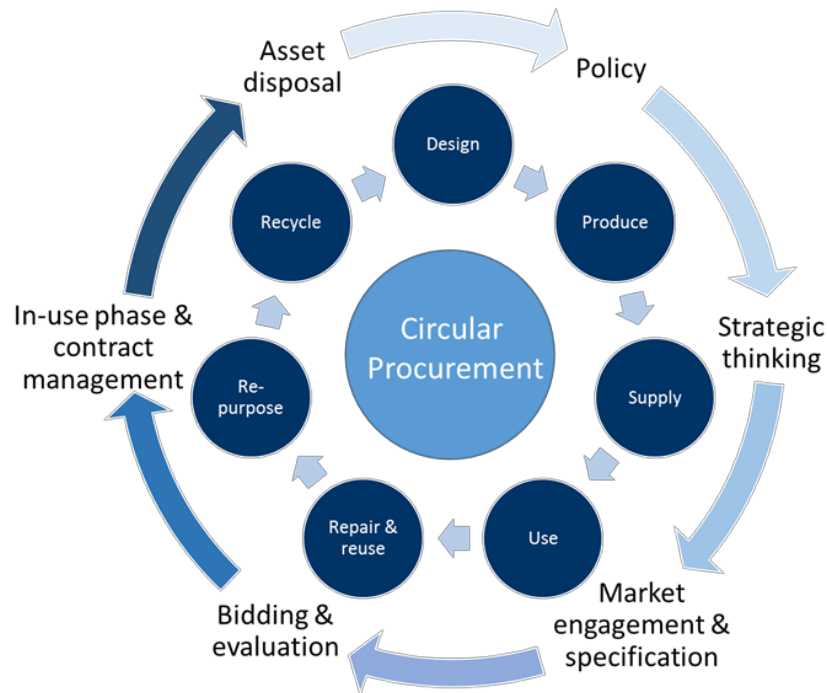 Asset
disposal
Policy
Design
Recycle
Produce
Circular
Procurement
In-use phase &
contract
management
Strategic
thinking
Re-
purpose
Supply
Repair &
reuse
Use
Bidding &
evaluation
Market
engagement &
specification